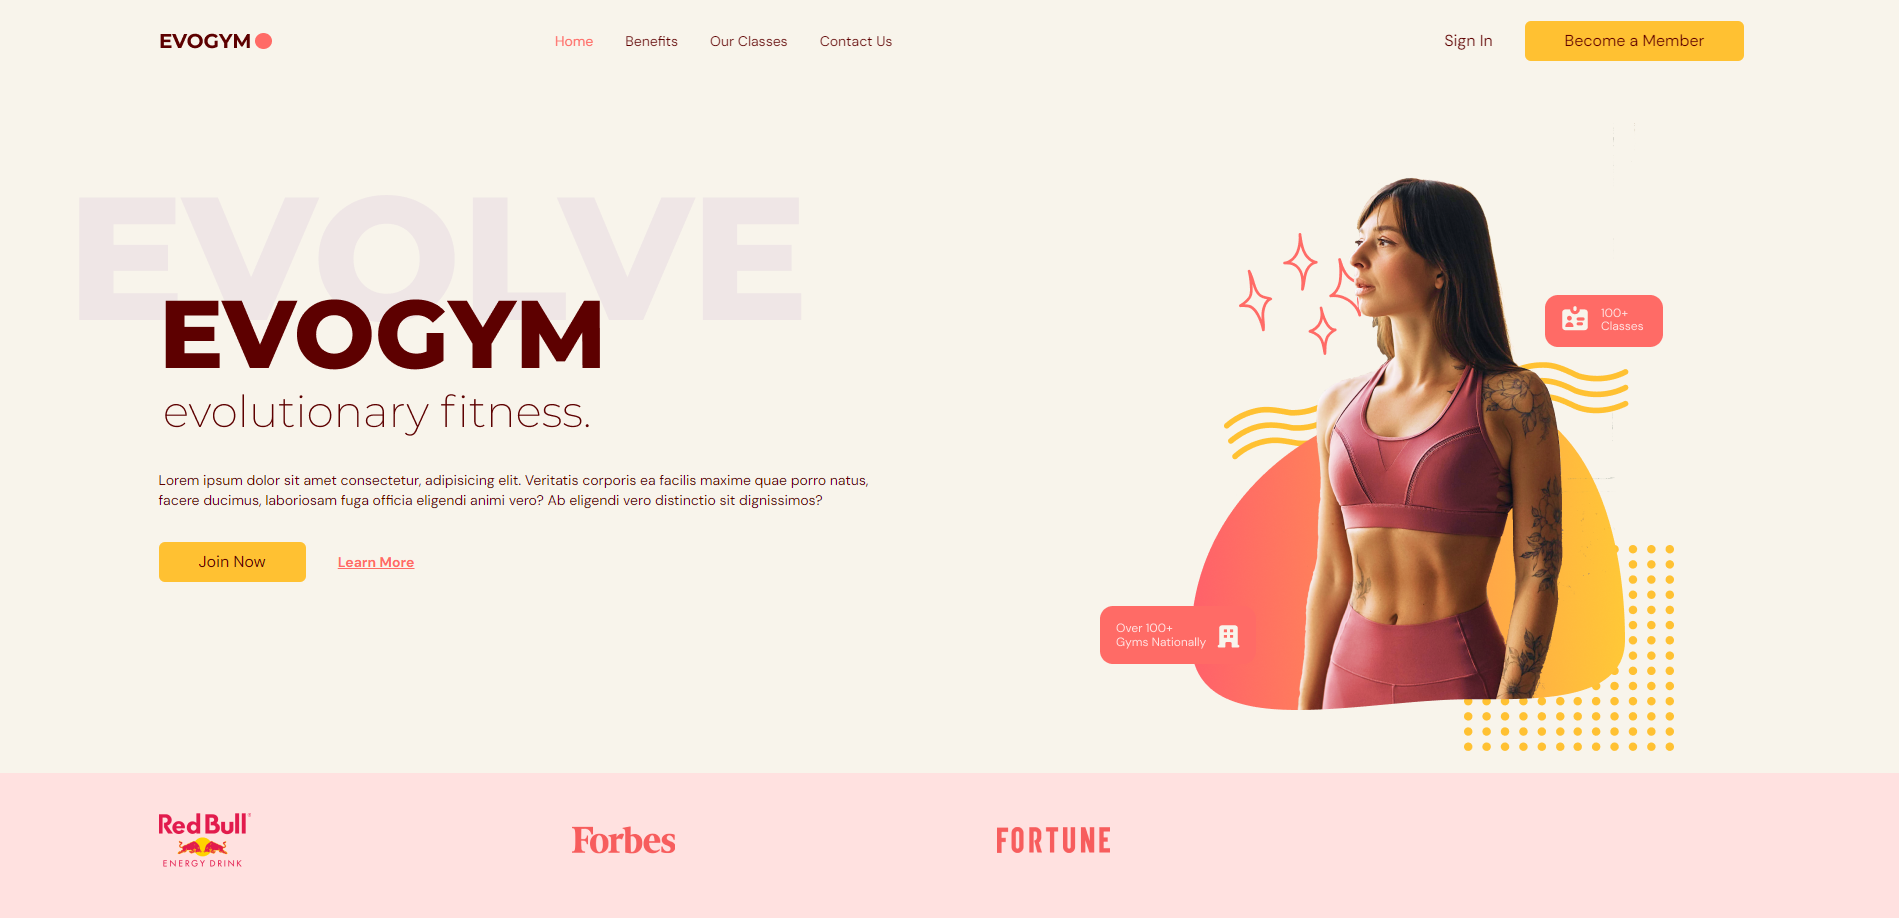 EVOGYM
Home
Benefits
Our Classes
Contact Us
Sign In
Become a Member
EVOLVE
EVOGYM
evolutionary fitness.
Lorem ipsum dolor sit amet consectetur, adipisicing elit. Veritatis corporis ea facilis maxime quae porro natus,
facere ducimus, laboriosam fuga officia eligendi animi vero? Ab eligendi vero distinctio sit dignissimos?
Join Now
Learn More
100+
Classes
Over 100+
Gyms Nationally
Red Bull
ENERGY DRINK
Forbes
FORTUNE